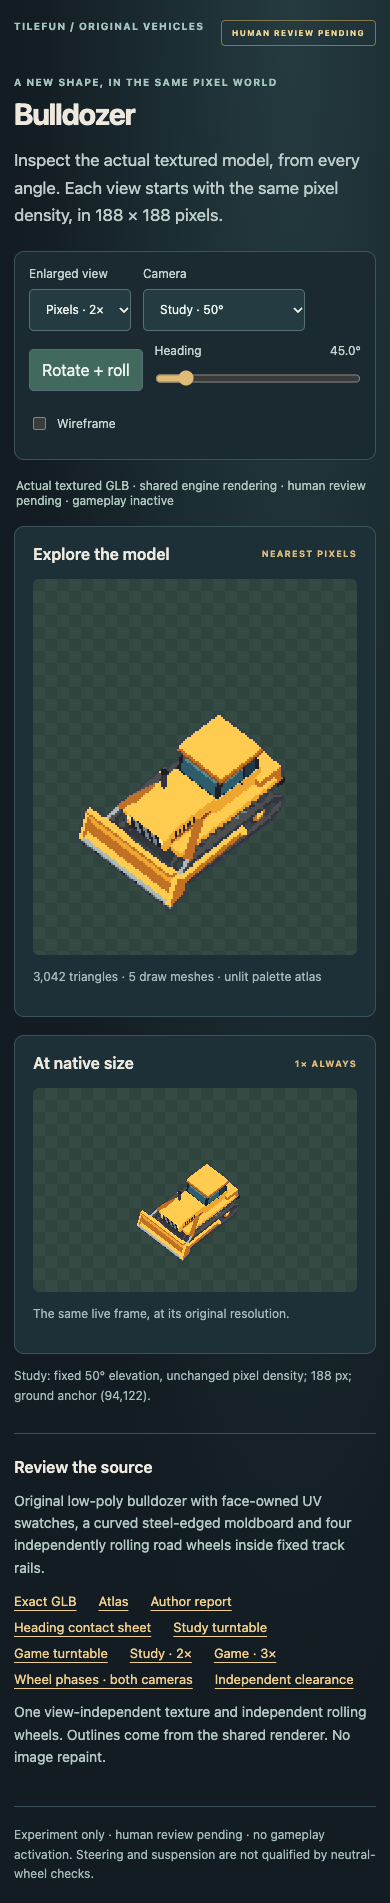 TILEFUN / ORIGINAL VEHICLES
HUMAN REVIEW PENDING
A NEW SHAPE, IN THE SAME PIXEL WORLD
Bulldozer
Inspect the actual textured model, from every
angle. Each view starts with the same pixel
density, in 188 × 188 pixels.
Enlarged view Camera
Pixels · 2× Study · 50°
Rotate + roll
Heading 45.0°
Wireframe
Actual textured GLB · shared engine rendering · human review
pending · gameplay inactive
Explore the model
NEAREST PIXELS
3,042 triangles · 5 draw meshes · unlit palette atlas
At native size
1× ALWAYS
The same live frame, at its original resolution.
Study: fixed 50° elevation, unchanged pixel density; 188 px;
ground anchor (94,122).
Review the source
Original low-poly bulldozer with face-owned UV
swatches, a curved steel-edged moldboard and four
independently rolling road wheels inside fixed track
rails.
Exact GLB Atlas Author report
Heading contact sheet Study turntable
Game turntable Study · 2× Game · 3×
Wheel phases · both cameras Independent clearance
One view-independent texture and independent rolling
wheels. Outlines come from the shared renderer. No
image repaint.
Experiment only · human review pending · no gameplay
activation. Steering and suspension are not qualified by neutral-
wheel checks.